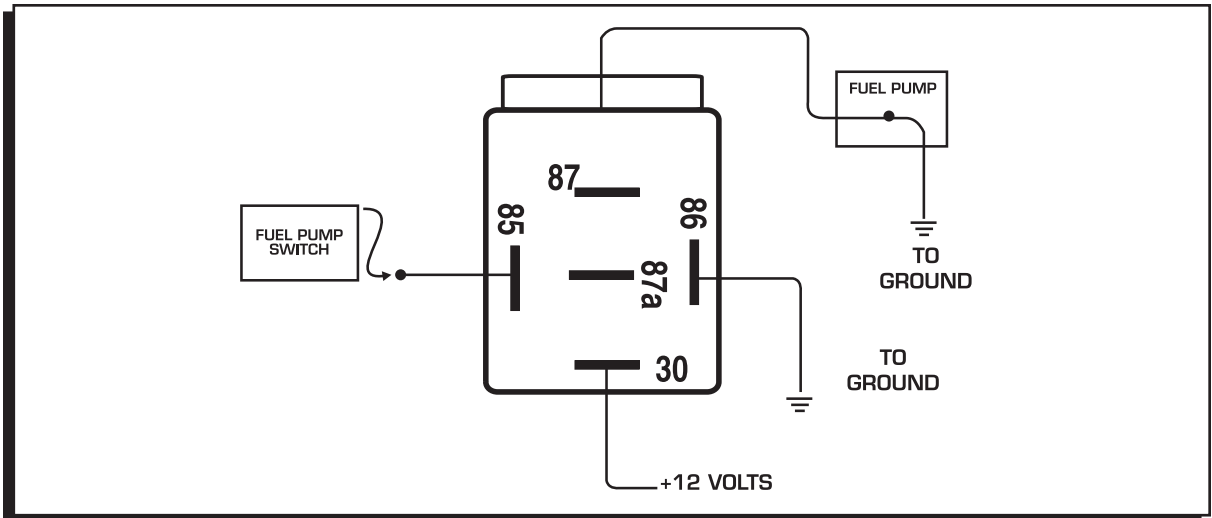 FUEL PUMP
87
85
86
FUEL PUMP
SWITCH
87a
TO
GROUND
30
TO
GROUND
+12 VOLTS